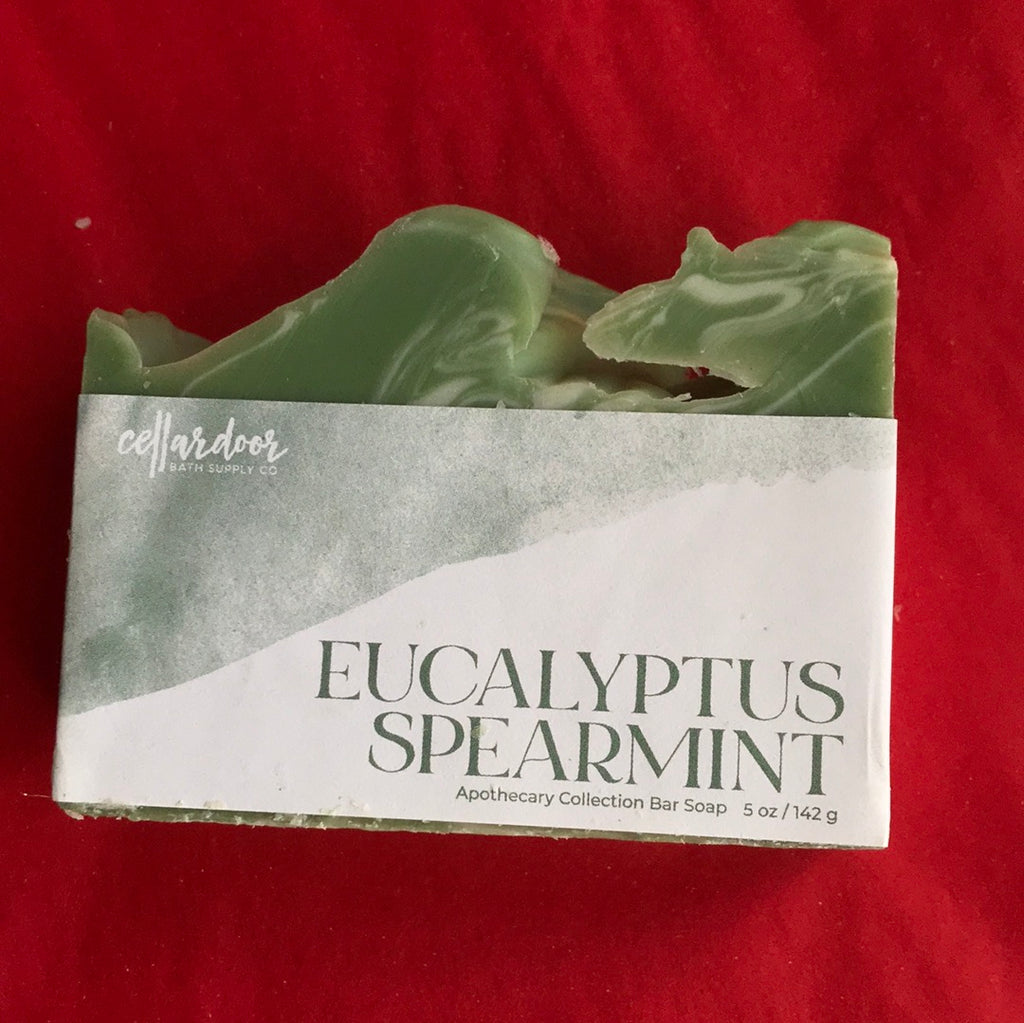 cellardoor
BATH SUPPLY CO
EUCALYPTUS
SPEARMINT
Apothecary Collection Bar Soap 5 oz / 142 g